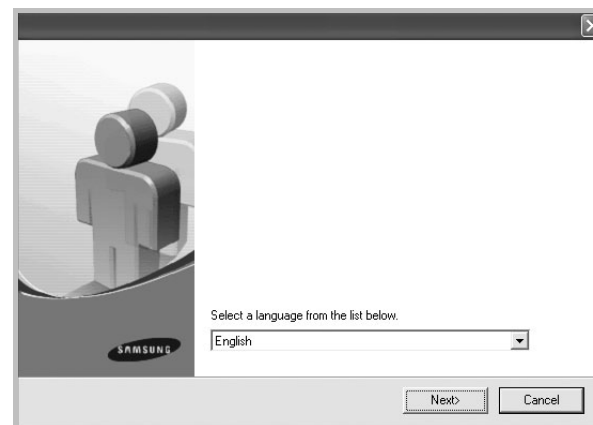 Select a language from the list below.
English
SAMSUNG
Next>
Cancel